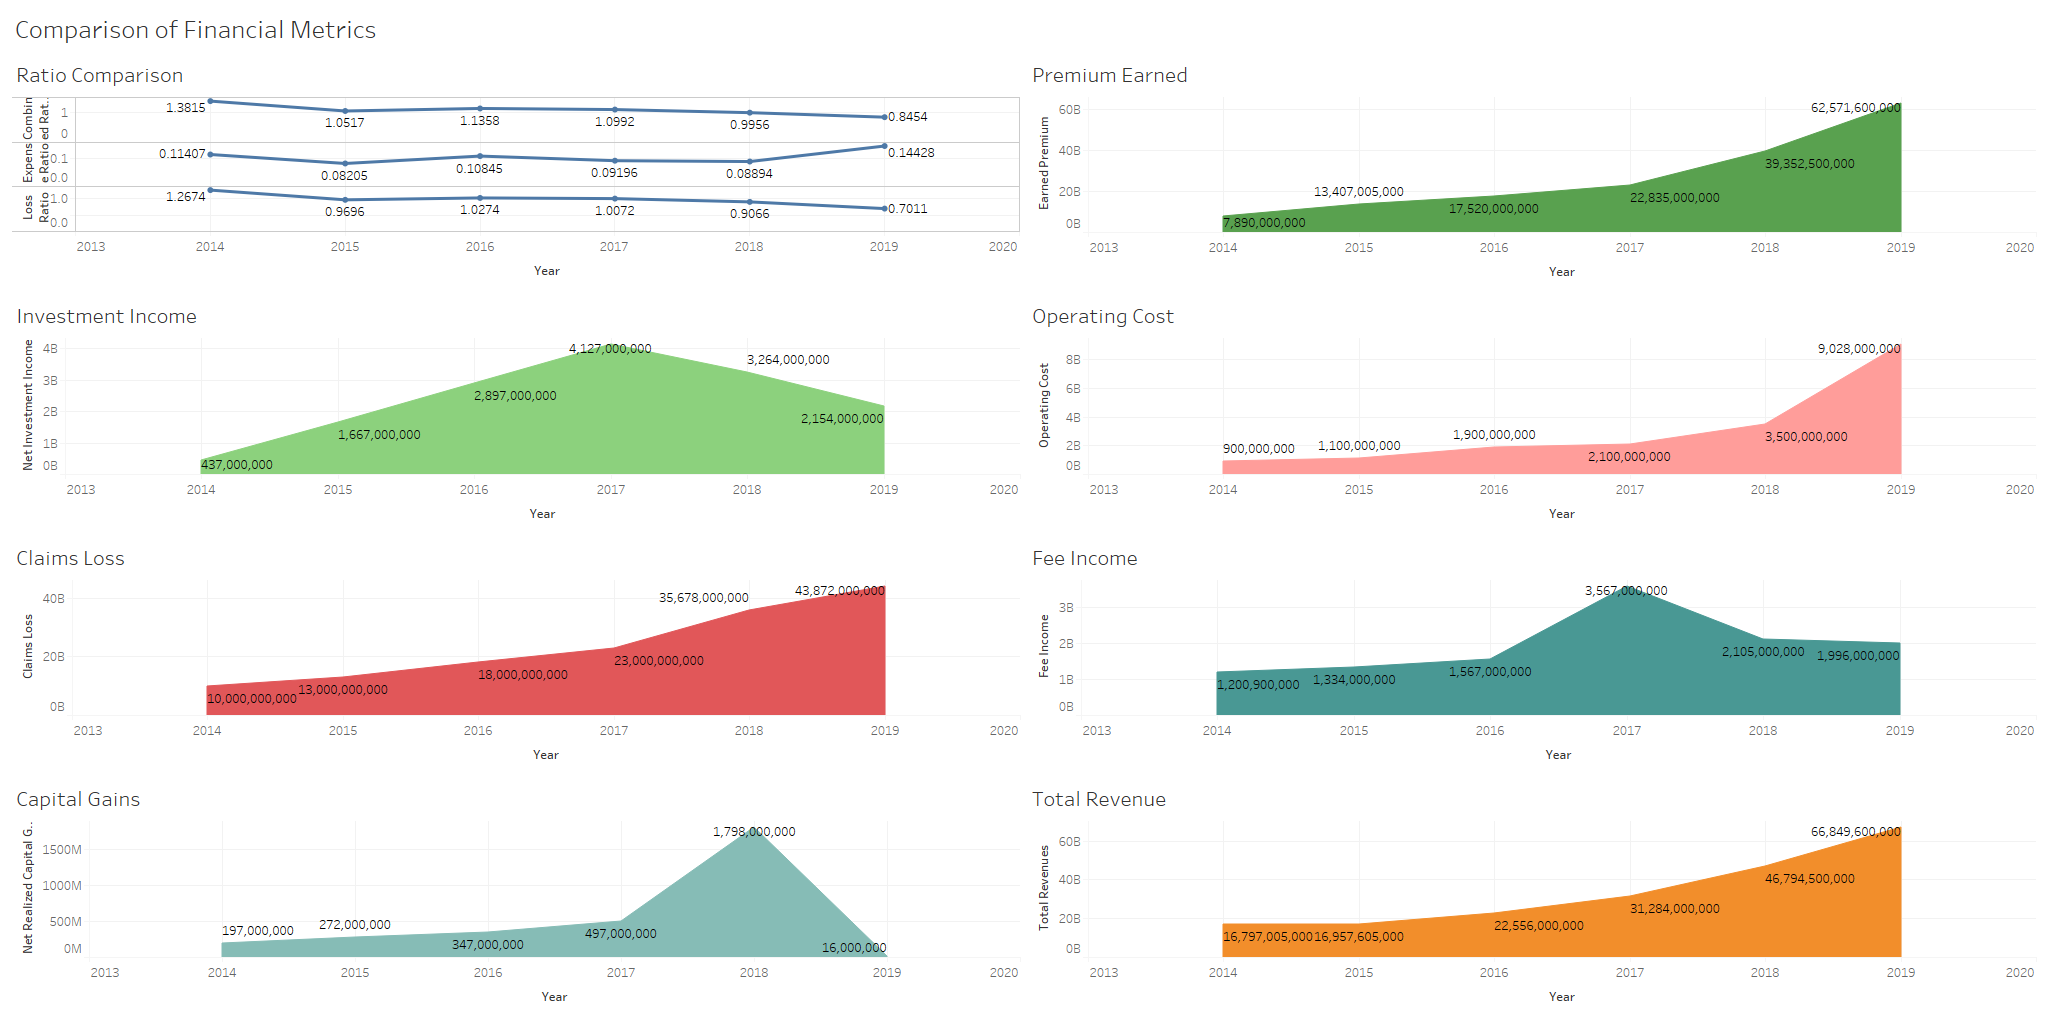 Comparison of Financial Metrics
Ratio Comparison
Combin
ed Rat..
1
0
1.3815
1.0517
1.1358
1.0992
0.9956
0.8454
Expens
e Ratio
0.1
0.0
0.11407
0.08205
0.10845
0.09196
0.08894
0.14428
Loss
Ratio
1.0
0.0
1.2674
0.9696
1.0274
1.0072
0.9066
0.7011
2013 2014 2015 2016 2017 2018 2019 2020
Year
Premium Earned
Earned Premium
60B
40B
20B
0B
7,890,000,000
13,407,005,000
17,520,000,000
22,835,000,000
39,352,500,000
62,571,600,000
2013 2014 2015 2016 2017 2018 2019 2020
Year
Investment Income
Net Investment Income
4B
3B
2B
1B
0B
437,000,000
1,667,000,000
2,897,000,000
4,127,000,000
3,264,000,000
2,154,000,000
2013 2014 2015 2016 2017 2018 2019 2020
Year
Operating Cost
Operating Cost
8B
6B
4B
2B
0B
900,000,000
1,100,000,000
1,900,000,000
2,100,000,000
3,500,000,000
9,028,000,000
2013 2014 2015 2016 2017 2018 2019 2020
Year
Claims Loss
Claims Loss
40B
20B
0B
10,000,000,000
13,000,000,000
18,000,000,000
23,000,000,000
35,678,000,000
43,872,000,000
2013 2014 2015 2016 2017 2018 2019 2020
Year
Fee Income
Fee Income
3B
2B
1B
0B
1,200,900,000
1,334,000,000
1,567,000,000
3,567,000,000
2,105,000,000
1,996,000,000
2013 2014 2015 2016 2017 2018 2019 2020
Year
Capital Gains
Net Realized Capital G..
1500M
1000M
500M
0M
197,000,000
272,000,000
347,000,000
497,000,000
1,798,000,000
16,000,000
2013 2014 2015 2016 2017 2018 2019 2020
Year
Total Revenue
Total Revenues
60B
40B
20B
0B
16,797,005,000
16,957,605,000
22,556,000,000
31,284,000,000
46,794,500,000
66,849,600,000
2013 2014 2015 2016 2017 2018 2019 2020
Year